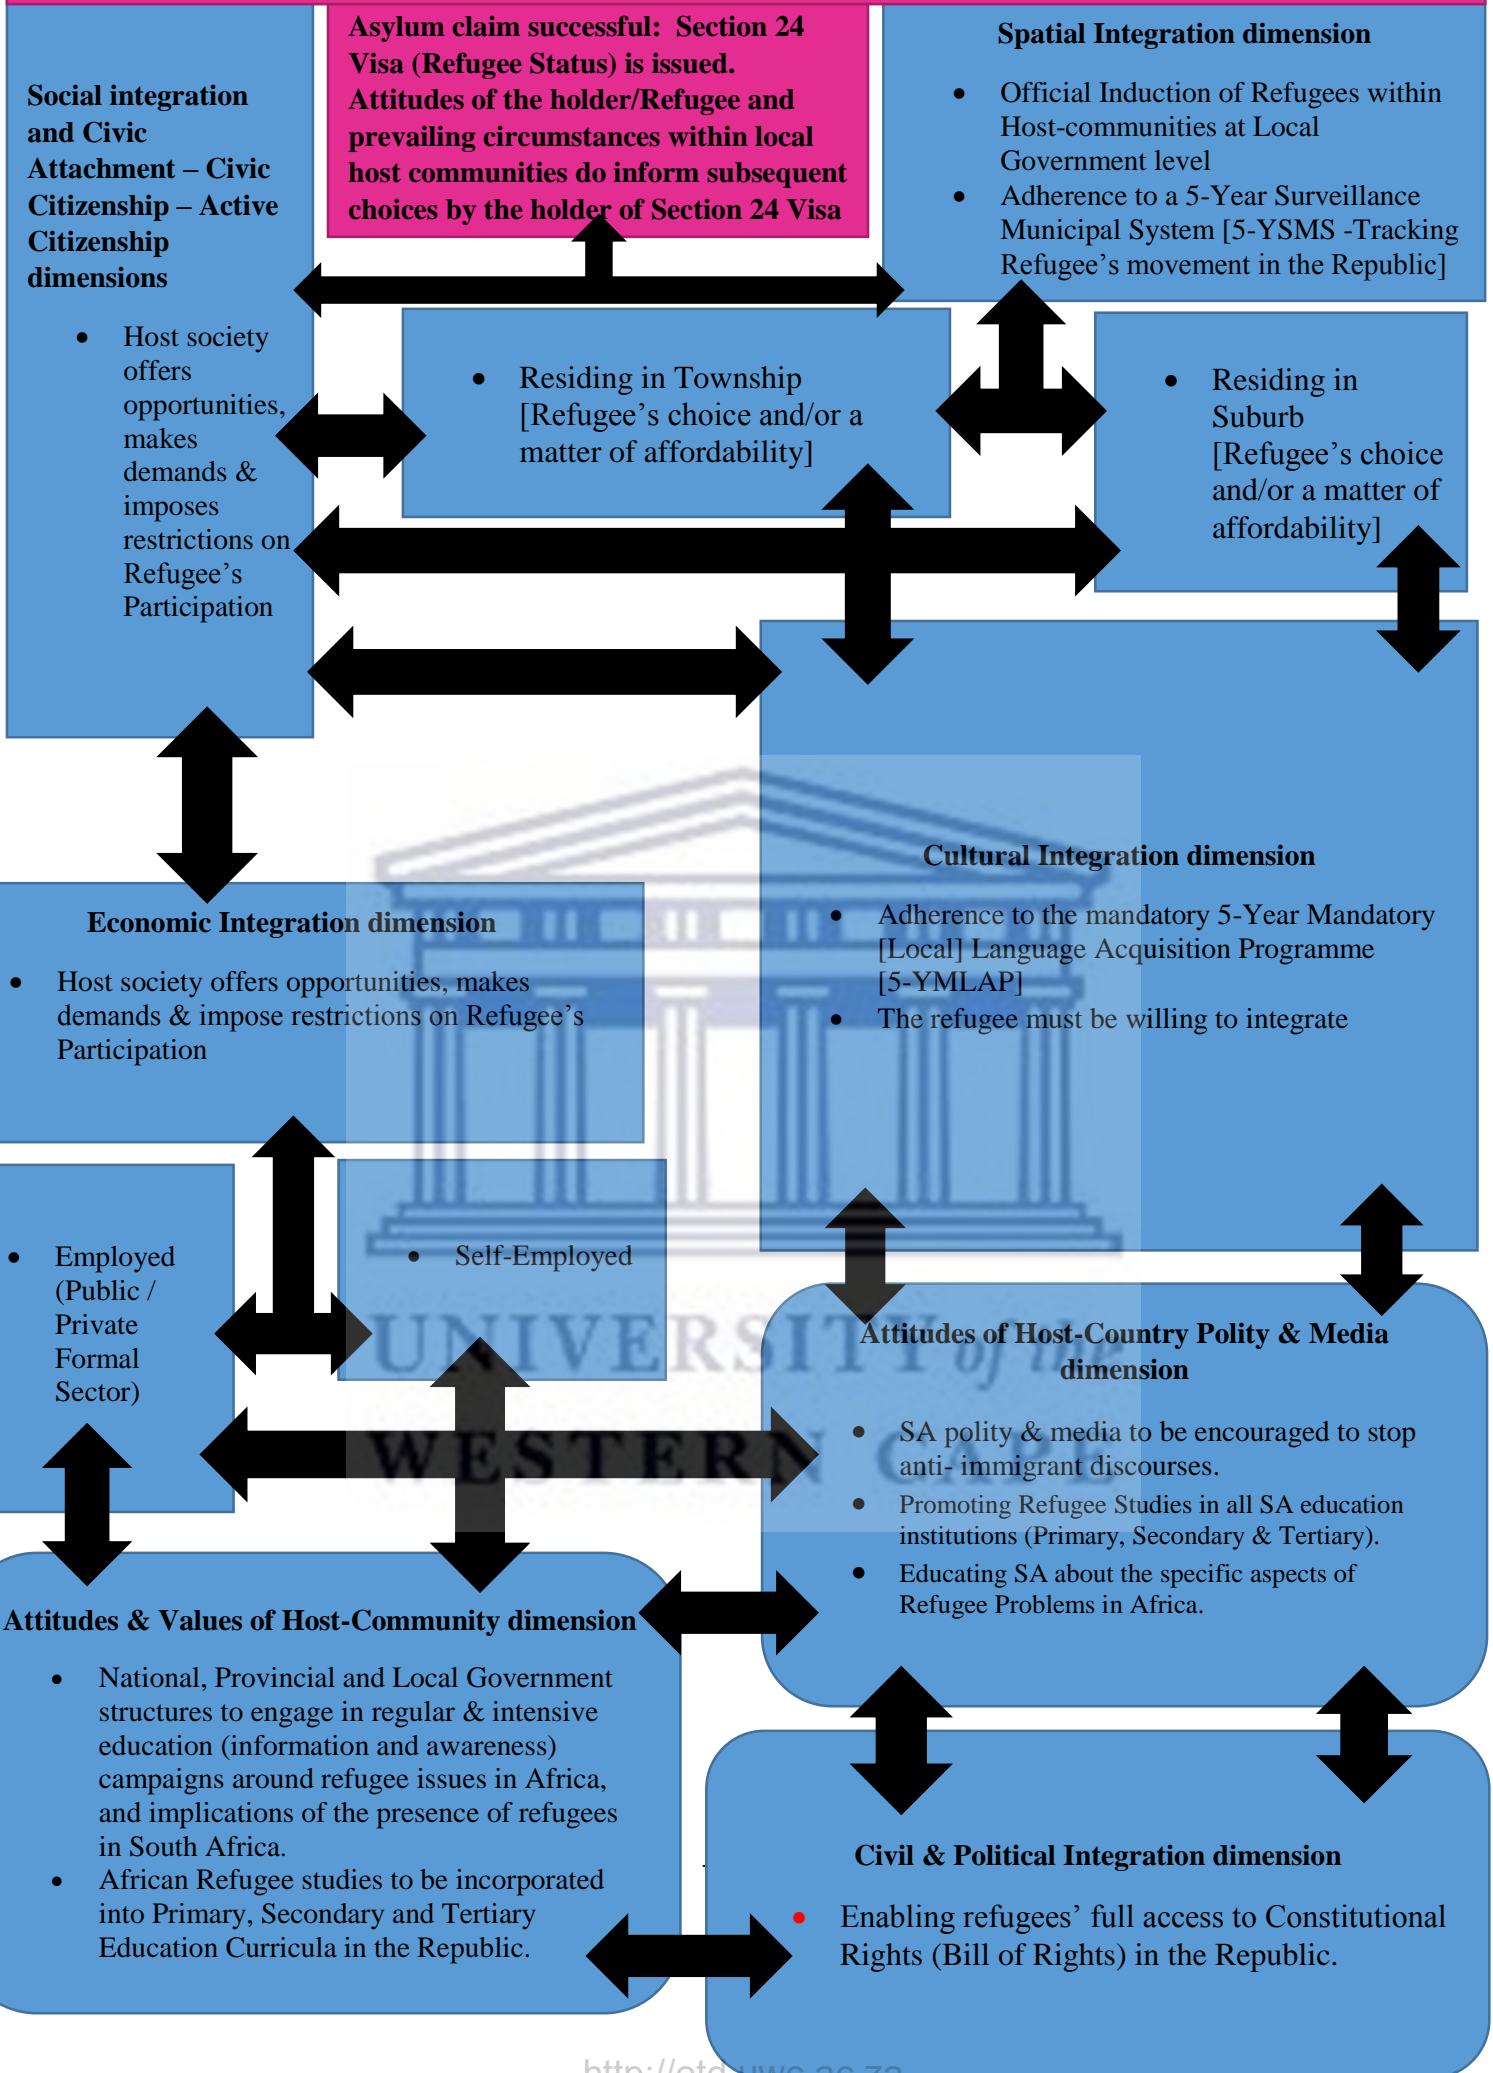 Social integration
and Civic
Attachment – Civic
Citizenship – Active
Citizenship
dimensions
• Host society
offers
opportunities,
makes
demands &
imposes
restrictions on
Refugee’s
Participation
Asylum claim successful: Section 24
Visa (Refugee Status) is issued.
Attitudes of the holder/Refugee and
prevailing circumstances within local
host communities do inform subsequent
choices by the holder of Section 24 Visa
Spatial Integration dimension
• Official Induction of Refugees within
Host-communities at Local
Government level
• Adherence to a 5-Year Surveillance
Municipal System [5-YSMS -Tracking
Refugee’s movement in the Republic]
• Residing in Township
[Refugee’s choice and/or a
matter of affordability]
• Residing in
Suburb
[Refugee’s choice
and/or a matter of
affordability]
Cultural Integration dimension
• Adherence to the mandatory 5-Year Mandatory
[Local] Language Acquisition Programme
[5-YMLAP]
• The refugee must be willing to integrate
Economic Integration dimension
• Host society offers opportunities, makes
demands & impose restrictions on Refugee’s
Participation
• Employed
(Public /
Private
Formal
Sector)
• Self-Employed
UNIVERSITY of the
WESTERN CAPE
Attitudes of Host-Country Polity & Media
dimension
• SA polity & media to be encouraged to stop
anti- immigrant discourses.
• Promoting Refugee Studies in all SA education
institutions (Primary, Secondary & Tertiary).
• Educating SA about the specific aspects of
Refugee Problems in Africa.
Attitudes & Values of Host-Community dimension
• National, Provincial and Local Government
structures to engage in regular & intensive
education (information and awareness)
campaigns around refugee issues in Africa,
and implications of the presence of refugees
in South Africa.
• African Refugee studies to be incorporated
into Primary, Secondary and Tertiary
Education Curricula in the Republic.
Civil & Political Integration dimension
• Enabling refugees’ full access to Constitutional
Rights (Bill of Rights) in the Republic.